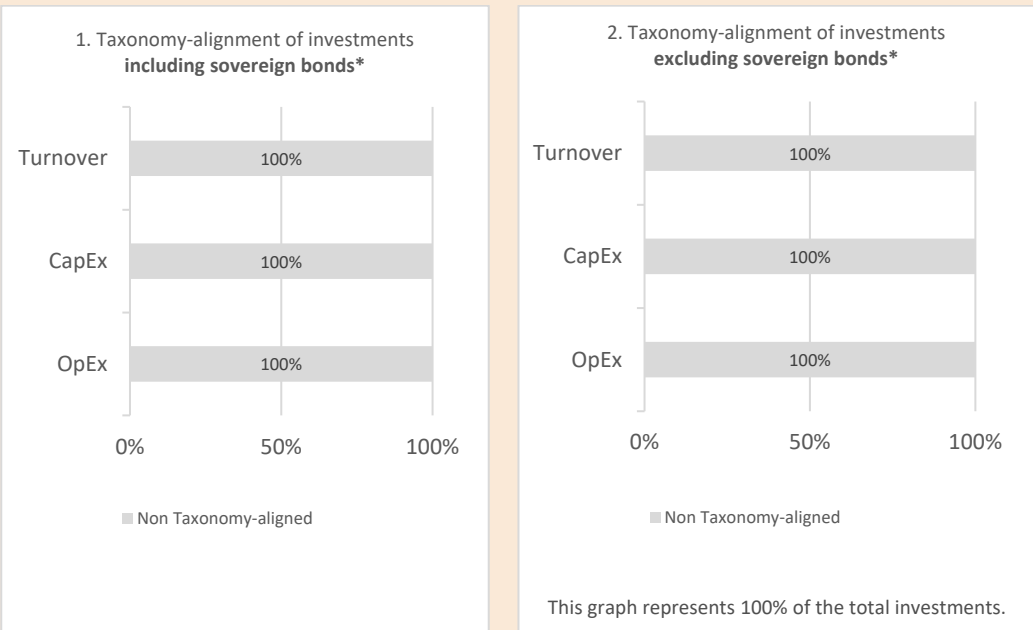 1. Taxonomy-alignment of investments
including sovereign bonds*
Turnover
100%
CapEx
100%
OpEx
100%
0%
50%
100%
Non Taxonomy-aligned
2. Taxonomy-alignment of investments
excluding sovereign bonds*
Turnover
100%
CapEx
100%
OpEx
100%
0%
50%
100%
Non Taxonomy-aligned
This graph represents 100% of the total investments.